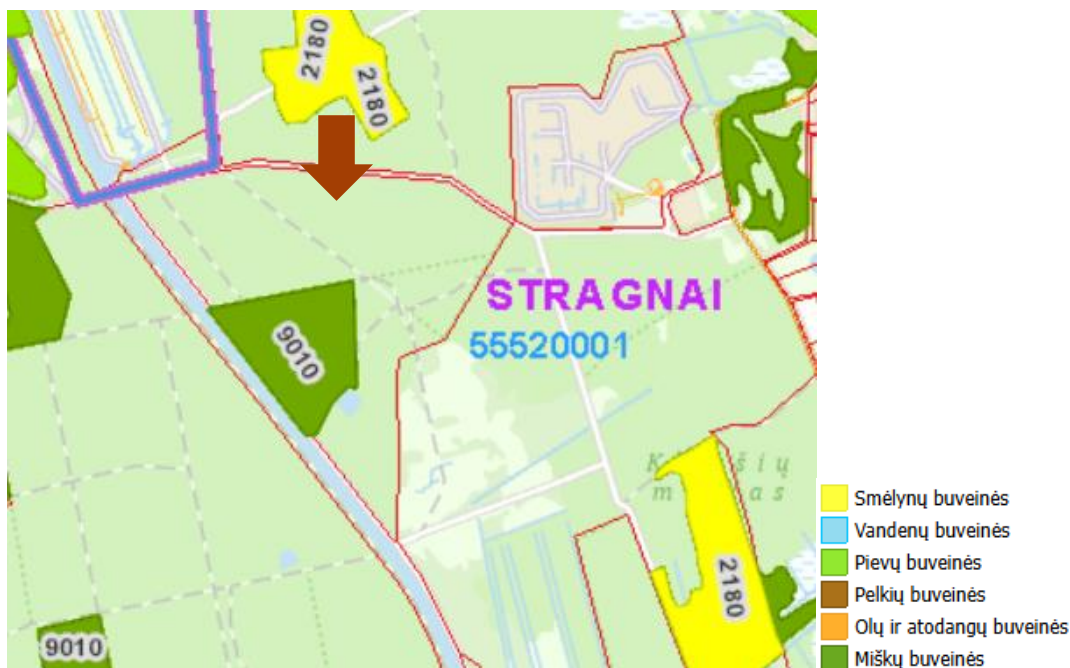 2180
2180
STRAGNAI
9010
55520001
2180
9010
Smėlynų buveinės
Vandenų buveinės
Pievų buveinės
Pelkių buveinės
Olų ir atodangų buveinės
Miškų buveinės